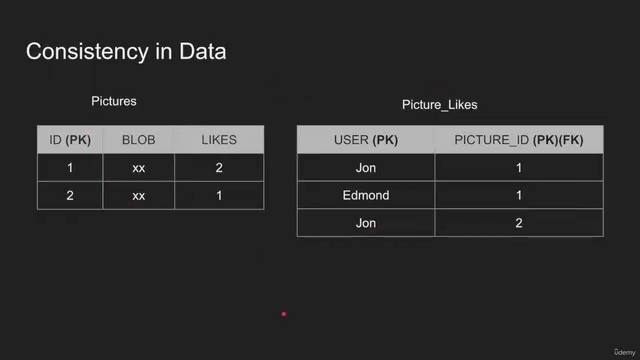 Consistency in Data
Pictures
ID (PK) BLOB LIKES
1 xx 2
2 xx 1
Picture_Likes
USER (PK) PICTURE_ID (PK)(FK)
Jon 1
Edmond 1
Jon 2
ûdemy